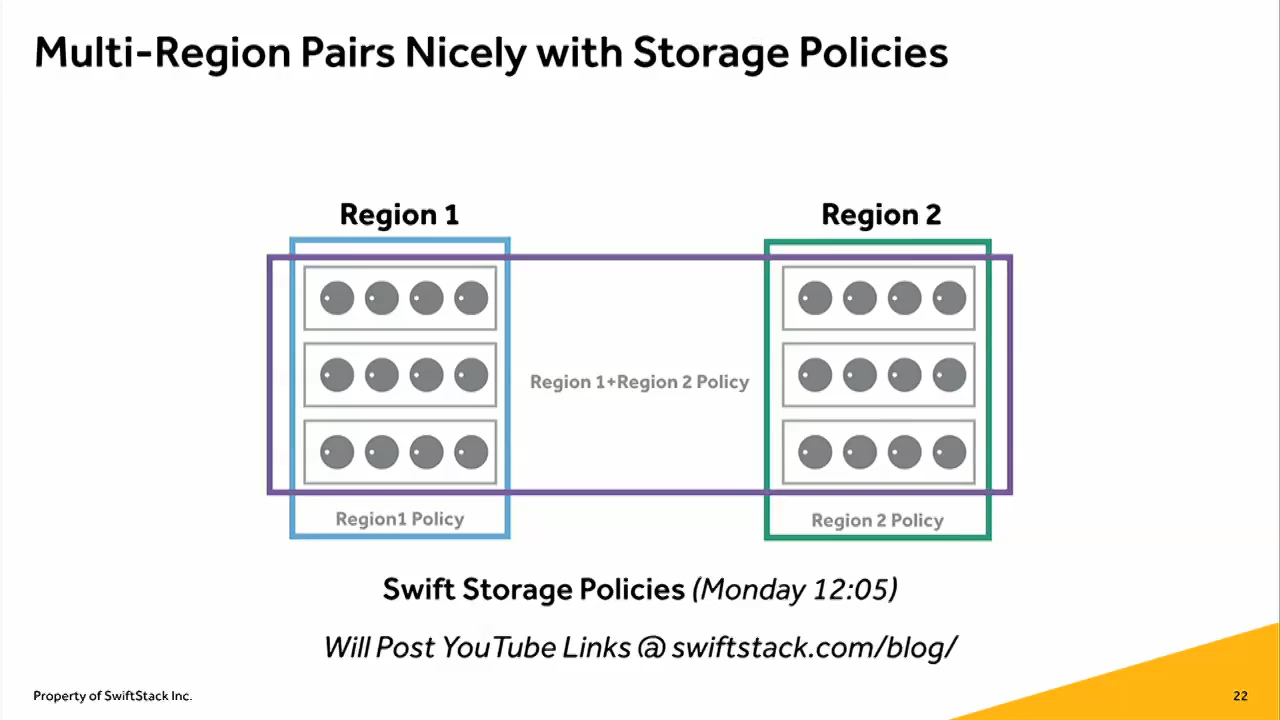 Multi-Region Pairs Nicely with Storage Policies
Region 1
Region 2
Region 1+Region 2 Policy
Region1 Policy
Region 2 Policy
Swift Storage Policies (Monday 12:05)
Will Post YouTube Links @ swiftstack.com/blog/
Property of SwiftStack Inc.
22